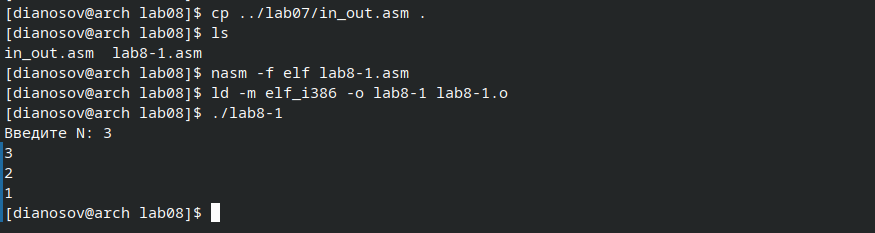 [dianosov@arch lab08]$ cp ../lab07/in_out.asm .
[dianosov@arch lab08]$ ls
in_out.asm  lab8-1.asm
[dianosov@arch lab08]$ nasm -f elf lab8-1.asm
[dianosov@arch lab08]$ ld -m elf_i386 -o lab8-1 lab8-1.o
[dianosov@arch lab08]$ ./lab8-1
Введите N: 3
3
2
1
[dianosov@arch lab08]$